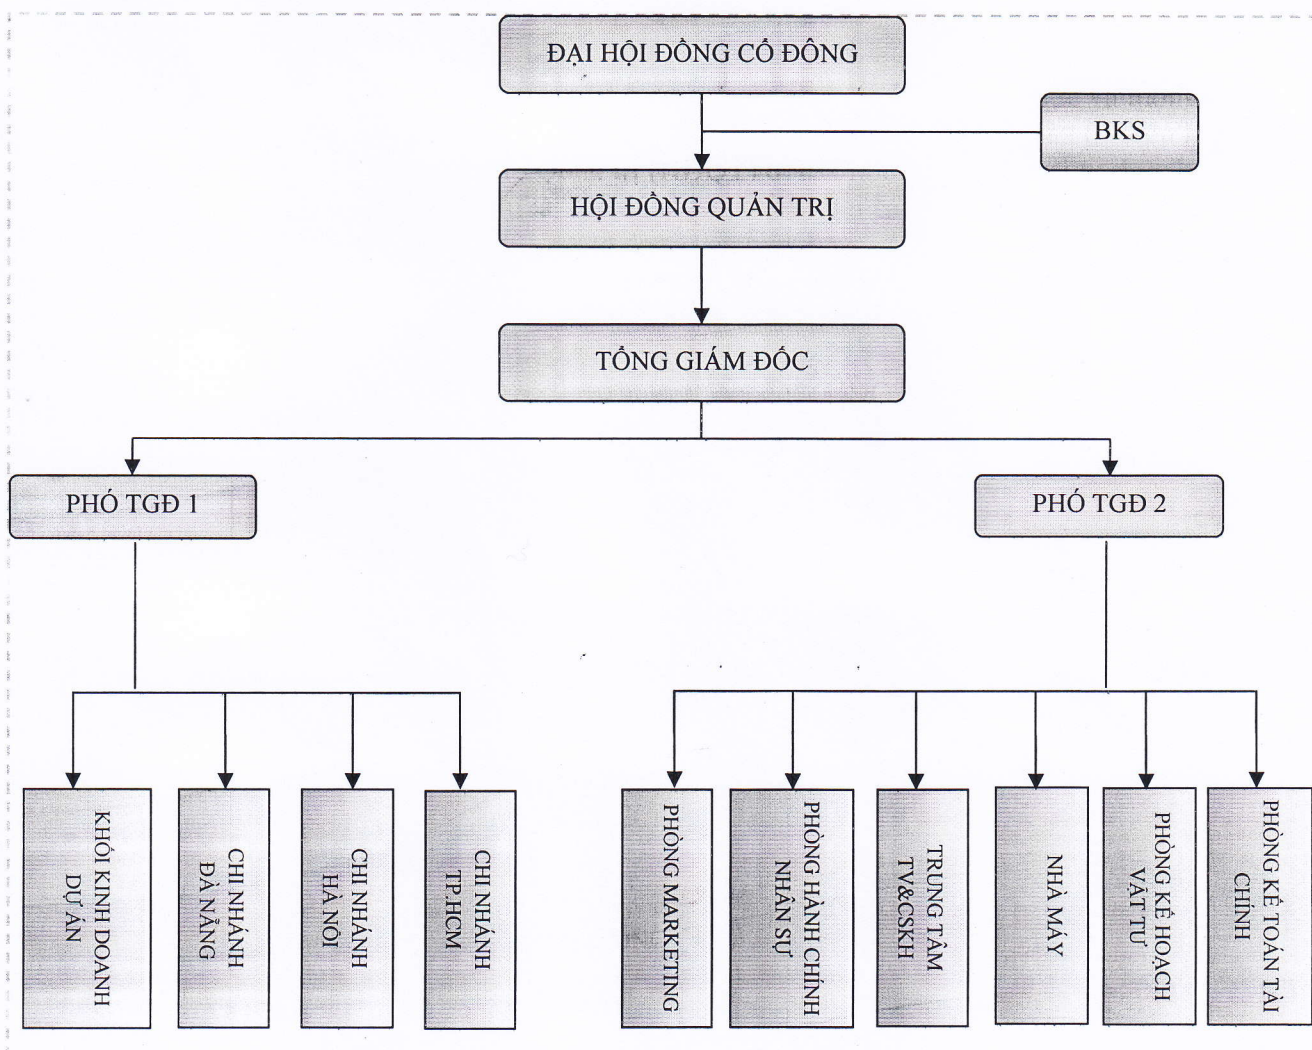 ĐẠI HỘI ĐỒNG CỔ ĐÔNG
BKS
HỘI ĐỒNG QUẢN TRỊ
TỔNG GIÁM ĐỐC
PHÓ TGĐ 1
PHÓ TGĐ 2
KHỐI KINH DOANH
DỰ ÁN
CHI NHÁNH
ĐÀ NẴNG
CHI NHÁNH
HÀ NỘI
CHI NHÁNH
TP.HCM
PHÒNG MARKETING
PHÒNG HÀNH CHÍNH
NHÂN SỰ
TRUNG TÂM
TV&CSKH
NHÀ MÁY
PHÒNG KẾ HOẠCH
VẬT TƯ
PHÒNG KẾ TOÁN TÀI
CHÍNH